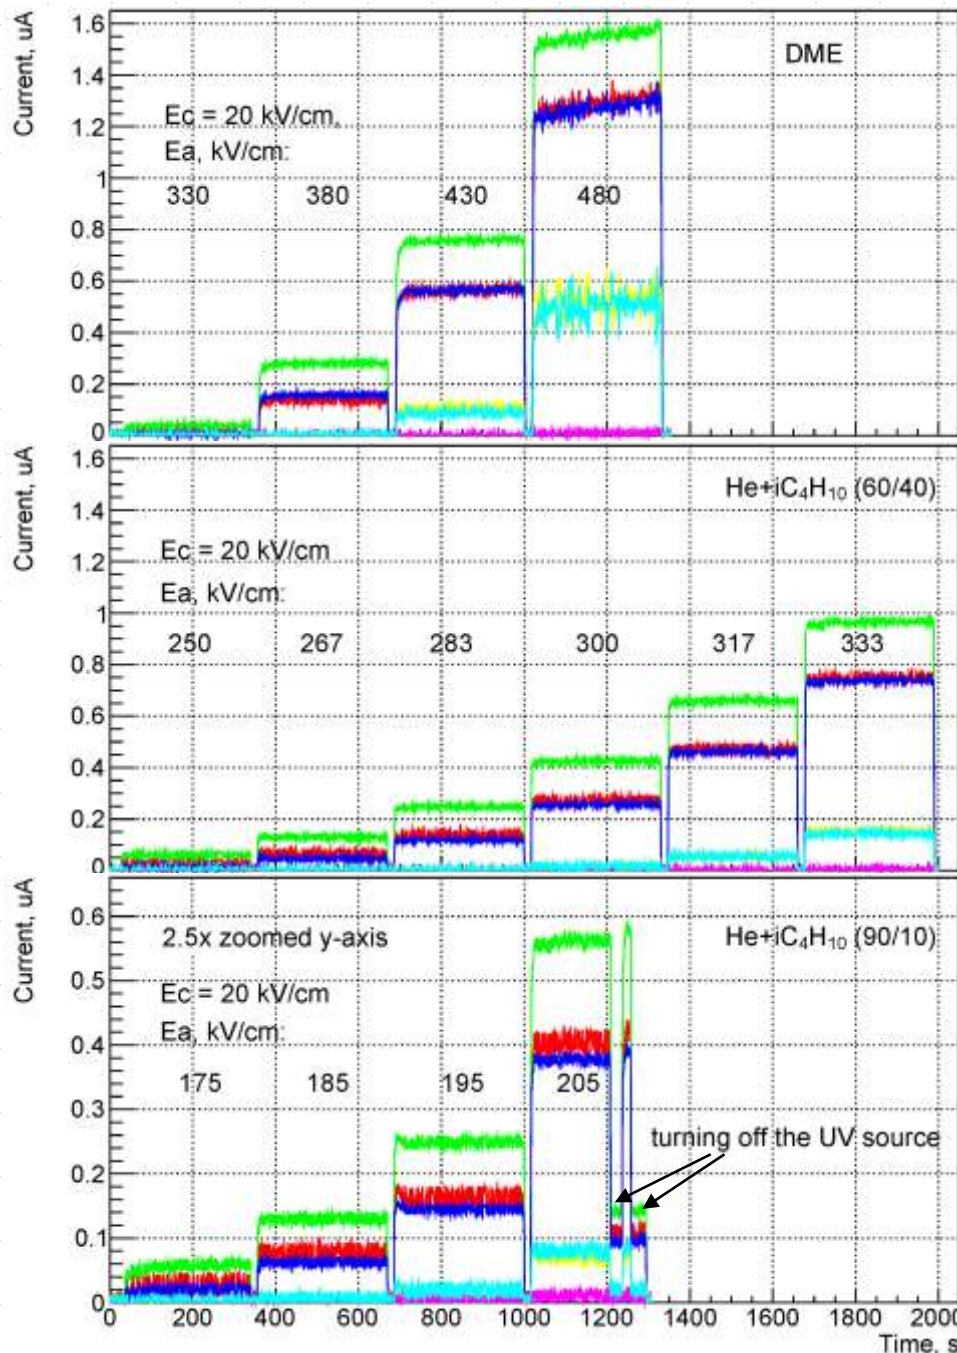 Current, uA
1.6
1.4
1.2
1
0.8
0.6
0.4
0.2
0
DME
Ec = 20 kV/cm,
Ea, kV/cm:
330 380 430 480
Current, uA
1.6
1.4
1.2
1
0.8
0.6
0.4
0.2
0
He+iC₄H₁₀ (60/40)
Ec = 20 kV/cm
Ea, kV/cm:
250 267 283 300 317 333
Current, uA
0.6
0.5
0.4
0.3
0.2
0.1
0
2.5x zoomed y-axis
He+iC₄H₁₀ (90/10)
Ec = 20 kV/cm
Ea, kV/cm:
175 185 195 205
turning off the UV source
0 200 400 600 800 1000 1200 1400 1600 1800 2000
Time, s